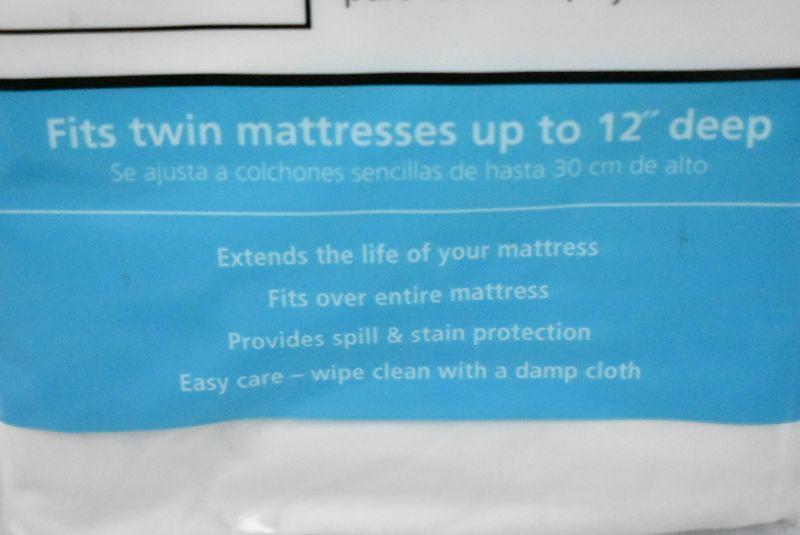 Fits twin mattresses up to 12″ deep
Se ajusta a colchones sencillas de hasta 30 cm de alto
Extends the life of your mattress
Fits over entire mattress
Provides spill & stain protection
Easy care – wipe clean with a damp cloth